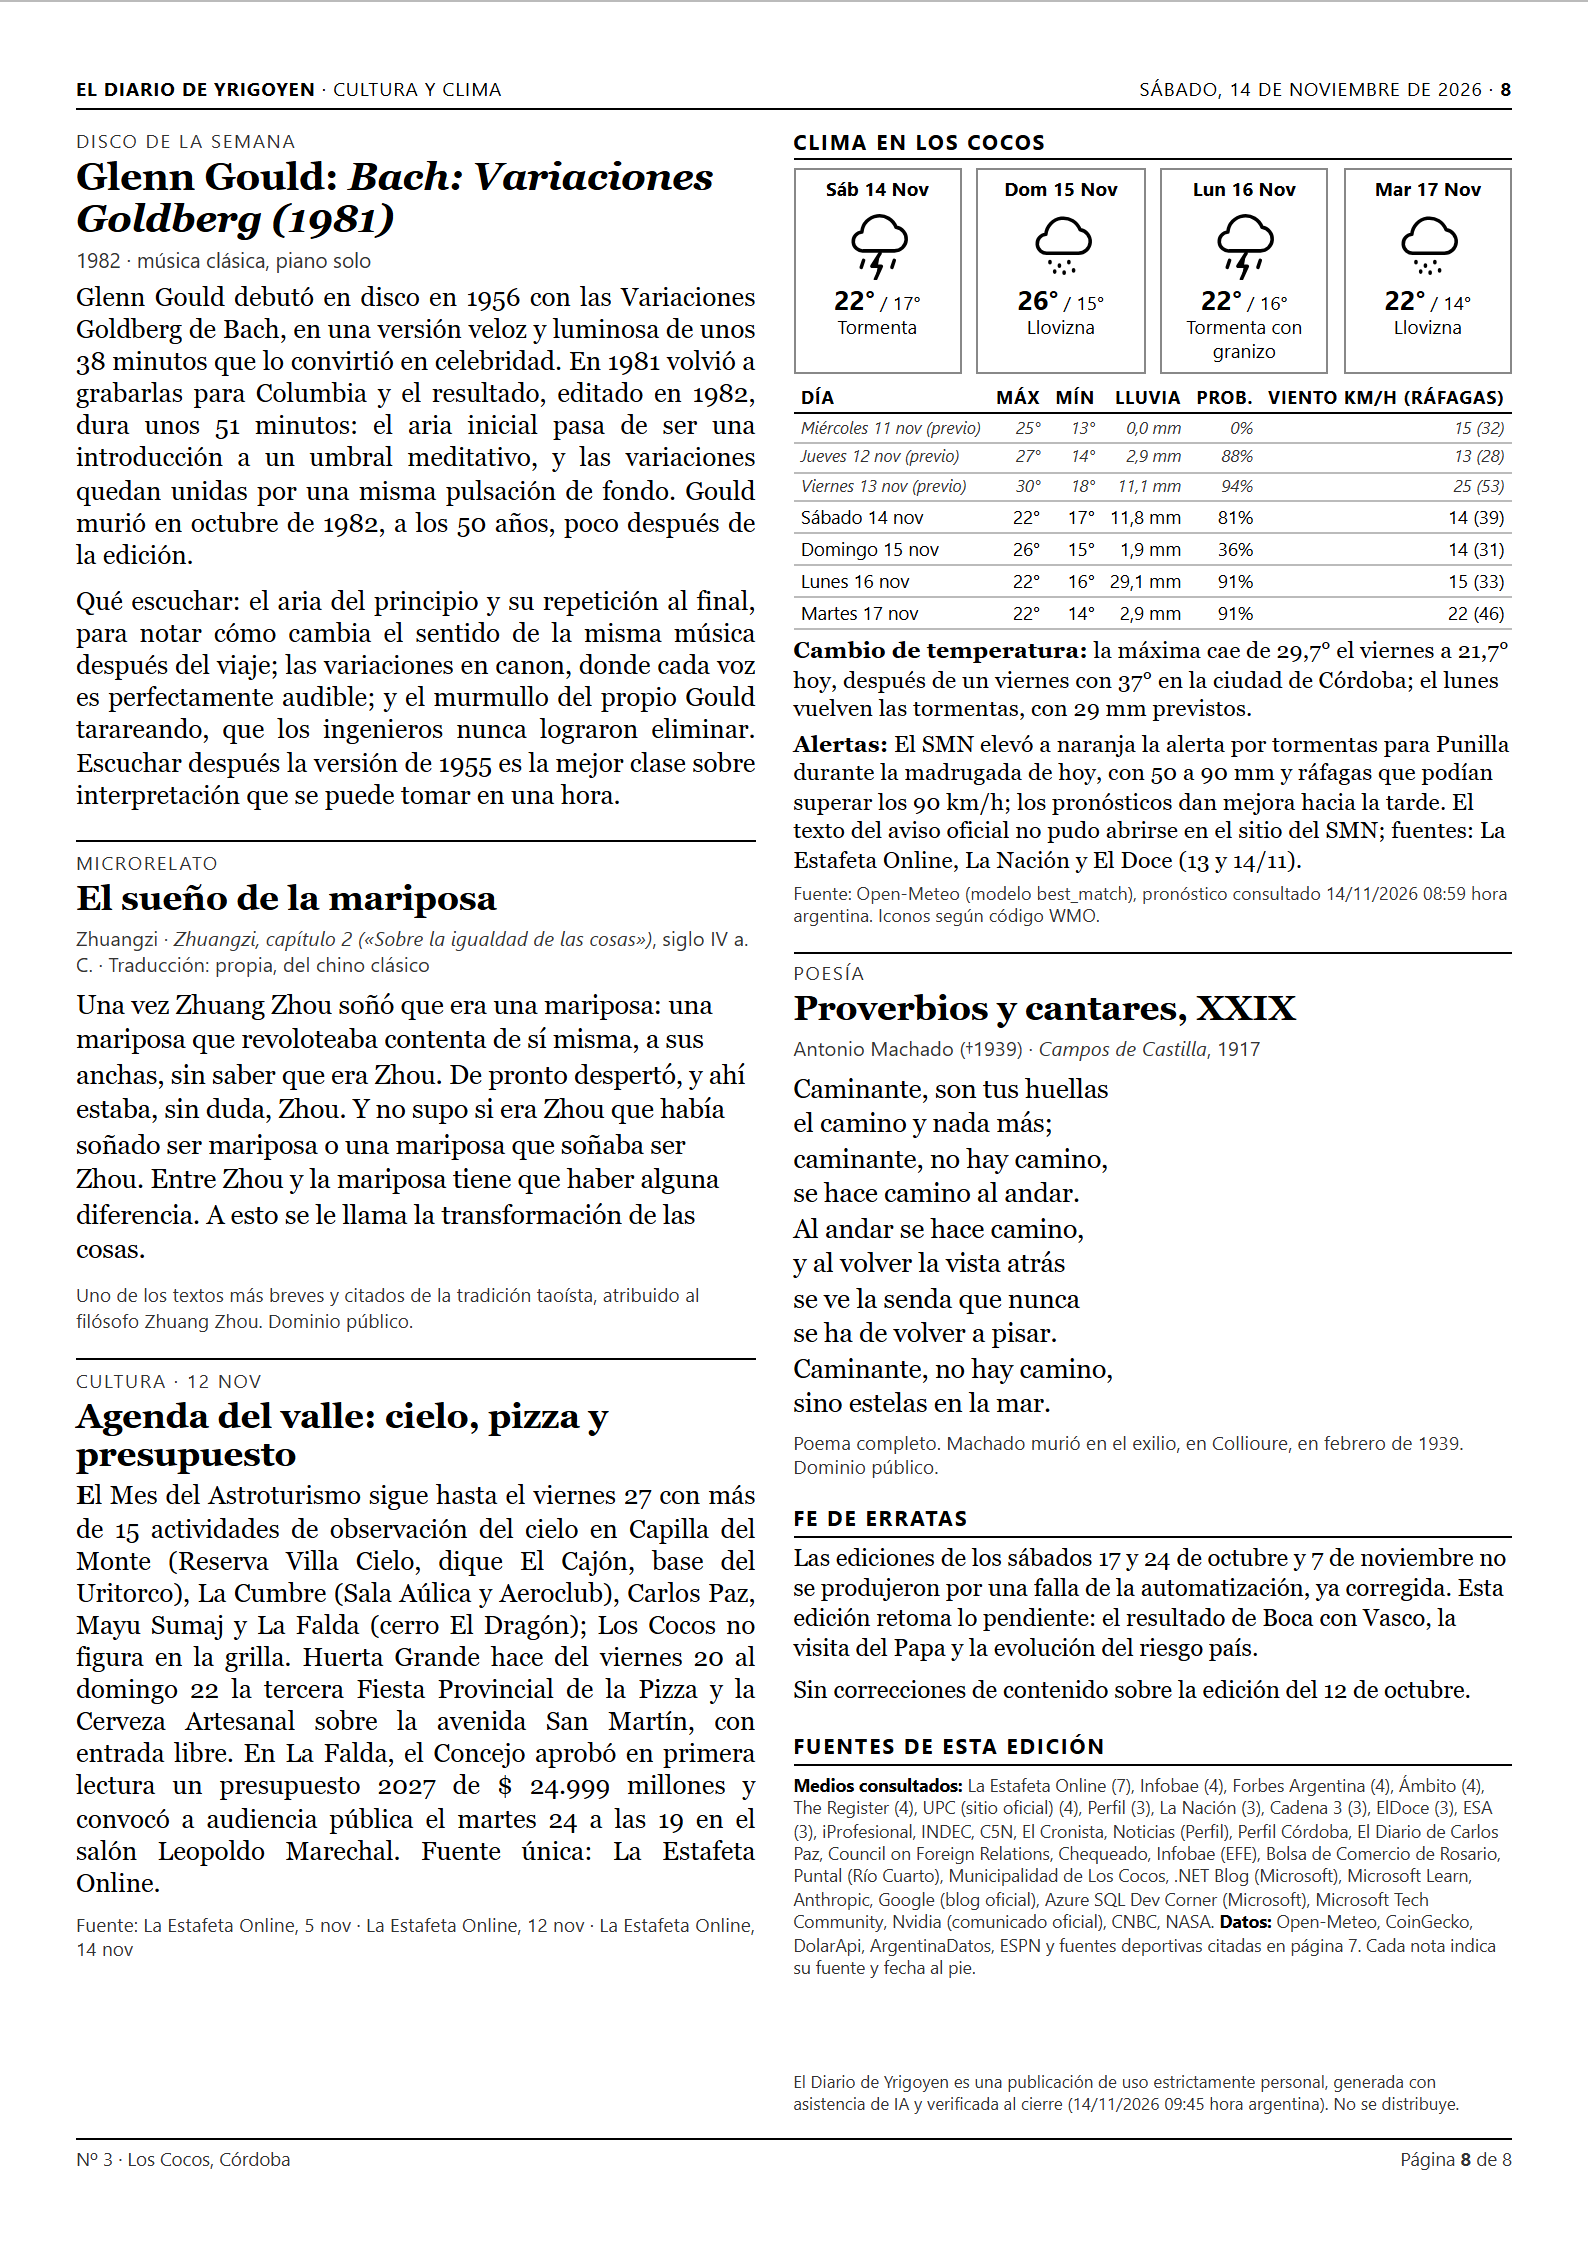 EL DIARIO DE YRIGOYEN · CULTURA Y CLIMA
SÁBADO, 14 DE NOVIEMBRE DE 2026 · 8
DISCO DE LA SEMANA
Glenn Gould: Bach: Variaciones
Goldberg (1981)
1982 · música clásica, piano solo
Glenn Gould debutó en disco en 1956 con las Variaciones
Goldberg de Bach, en una versión veloz y luminosa de unos
38 minutos que lo convirtió en celebridad. En 1981 volvió a
grabarlas para Columbia y el resultado, editado en 1982,
dura unos 51 minutos: el aria inicial pasa de ser una
introducción a un umbral meditativo, y las variaciones
quedan unidas por una misma pulsación de fondo. Gould
murió en octubre de 1982, a los 50 años, poco después de
la edición.
Qué escuchar: el aria del principio y su repetición al final,
para notar cómo cambia el sentido de la misma música
después del viaje; las variaciones en canon, donde cada voz
es perfectamente audible; y el murmullo del propio Gould
tarareando, que los ingenieros nunca lograron eliminar.
Escuchar después la versión de 1955 es la mejor clase sobre
interpretación que se puede tomar en una hora.
MICRORELATO
El sueño de la mariposa
Zhuangzi · Zhuangzi, capítulo 2 («Sobre la igualdad de las cosas»), siglo IV a.
C. · Traducción: propia, del chino clásico
Una vez Zhuang Zhou soñó que era una mariposa: una
mariposa que revoloteaba contenta de sí misma, a sus
anchas, sin saber que era Zhou. De pronto despertó, y ahí
estaba, sin duda, Zhou. Y no supo si era Zhou que había
soñado ser mariposa o una mariposa que soñaba ser
Zhou. Entre Zhou y la mariposa tiene que haber alguna
diferencia. A esto se le llama la transformación de las
cosas.
Uno de los textos más breves y citados de la tradición taoísta, atribuido al
filósofo Zhuang Zhou. Dominio público.
CULTURA · 12 NOV
Agenda del valle: cielo, pizza y
presupuesto
El Mes del Astroturismo sigue hasta el viernes 27 con más
de 15 actividades de observación del cielo en Capilla del
Monte (Reserva Villa Cielo, dique El Cajón, base del
Uritorco), La Cumbre (Sala Aúlica y Aeroclub), Carlos Paz,
Mayu Sumaj y La Falda (cerro El Dragón); Los Cocos no
figura en la grilla. Huerta Grande hace del viernes 20 al
domingo 22 la tercera Fiesta Provincial de la Pizza y la
Cerveza Artesanal sobre la avenida San Martín, con
entrada libre. En La Falda, el Concejo aprobó en primera
lectura un presupuesto 2027 de $ 24.999 millones y
convocó a audiencia pública el martes 24 a las 19 en el
salón Leopoldo Marechal. Fuente única: La Estafeta
Online.
Fuente: La Estafeta Online, 5 nov · La Estafeta Online, 12 nov · La Estafeta Online,
14 nov
CLIMA EN LOS COCOS
Sáb 14 Nov
22° / 17°
Tormenta
Dom 15 Nov
26° / 15°
Llovizna
Lun 16 Nov
22° / 16°
Tormenta con
granizo
Mar 17 Nov
22° / 14°
Llovizna
DÍA MÁX MÍN LLUVIA PROB. VIENTO KM/H (RÁFAGAS)
Miércoles 11 nov (previo) 25° 13° 0,0 mm 0% 15 (32)
Jueves 12 nov (previo) 27° 14° 2,9 mm 88% 13 (28)
Viernes 13 nov (previo) 30° 18° 11,1 mm 94% 25 (53)
Sábado 14 nov 22° 17° 11,8 mm 81% 14 (39)
Domingo 15 nov 26° 15° 1,9 mm 36% 14 (31)
Lunes 16 nov 22° 16° 29,1 mm 91% 15 (33)
Martes 17 nov 22° 14° 2,9 mm 91% 22 (46)
Cambio de temperatura: la máxima cae de 29,7° el viernes a 21,7°
hoy, después de un viernes con 37° en la ciudad de Córdoba; el lunes
vuelven las tormentas, con 29 mm previstos.
Alertas: El SMN elevó a naranja la alerta por tormentas para Punilla
durante la madrugada de hoy, con 50 a 90 mm y ráfagas que podían
superar los 90 km/h; los pronósticos dan mejora hacia la tarde. El
texto del aviso oficial no pudo abrirse en el sitio del SMN; fuentes: La
Estafeta Online, La Nación y El Doce (13 y 14/11).
Fuente: Open-Meteo (modelo best_match), pronóstico consultado 14/11/2026 08:59 hora
argentina. Iconos según código WMO.
POESÍA
Proverbios y cantares, XXIX
Antonio Machado (†1939) · Campos de Castilla, 1917
Caminante, son tus huellas
el camino y nada más;
caminante, no hay camino,
se hace camino al andar.
Al andar se hace camino,
y al volver la vista atrás
se ve la senda que nunca
se ha de volver a pisar.
Caminante, no hay camino,
sino estelas en la mar.
Poema completo. Machado murió en el exilio, en Collioure, en febrero de 1939.
Dominio público.
FE DE ERRATAS
Las ediciones de los sábados 17 y 24 de octubre y 7 de noviembre no
se produjeron por una falla de la automatización, ya corregida. Esta
edición retoma lo pendiente: el resultado de Boca con Vasco, la
visita del Papa y la evolución del riesgo país.
Sin correcciones de contenido sobre la edición del 12 de octubre.
FUENTES DE ESTA EDICIÓN
Medios consultados: La Estafeta Online (7), Infobae (4), Forbes Argentina (4), Ámbito (4),
The Register (4), UPC (sitio oficial) (4), Perfil (3), La Nación (3), Cadena 3 (3), ElDoce (3), ESA
(3), iProfesional, INDEC, C5N, El Cronista, Noticias (Perfil), Perfil Córdoba, El Diario de Carlos
Paz, Council on Foreign Relations, Chequeado, Infobae (EFE), Bolsa de Comercio de Rosario,
Puntal (Río Cuarto), Municipalidad de Los Cocos, .NET Blog (Microsoft), Microsoft Learn,
Anthropic, Google (blog oficial), Azure SQL Dev Corner (Microsoft), Microsoft Tech
Community, Nvidia (comunicado oficial), CNBC, NASA. Datos: Open-Meteo, CoinGecko,
DolarApi, ArgentinaDatos, ESPN y fuentes deportivas citadas en página 7. Cada nota indica
su fuente y fecha al pie.
El Diario de Yrigoyen es una publicación de uso estrictamente personal, generada con
asistencia de IA y verificada al cierre (14/11/2026 09:45 hora argentina). No se distribuye.
Nº 3 · Los Cocos, Córdoba
Página 8 de 8